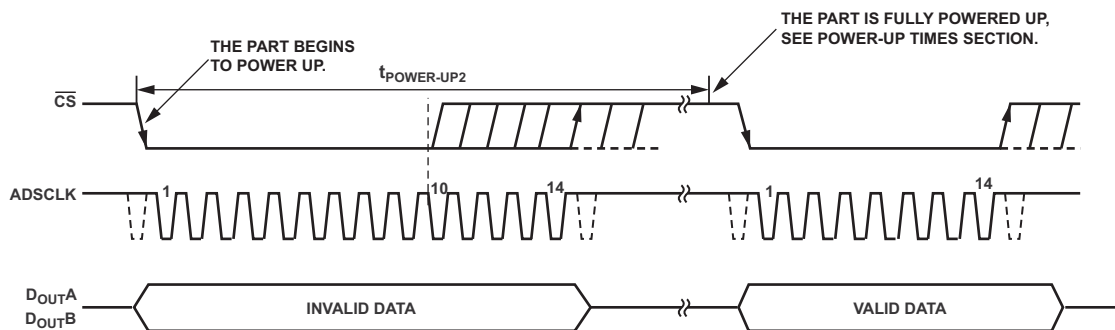 THE PART BEGINS
TO POWER UP.
THE PART IS FULLY POWERED UP,
SEE POWER-UP TIMES SECTION.
tPOWER-UP2
CS
ADSCLK
1
10
14
1
14
DOUTA
DOUTB
INVALID DATA
VALID DATA